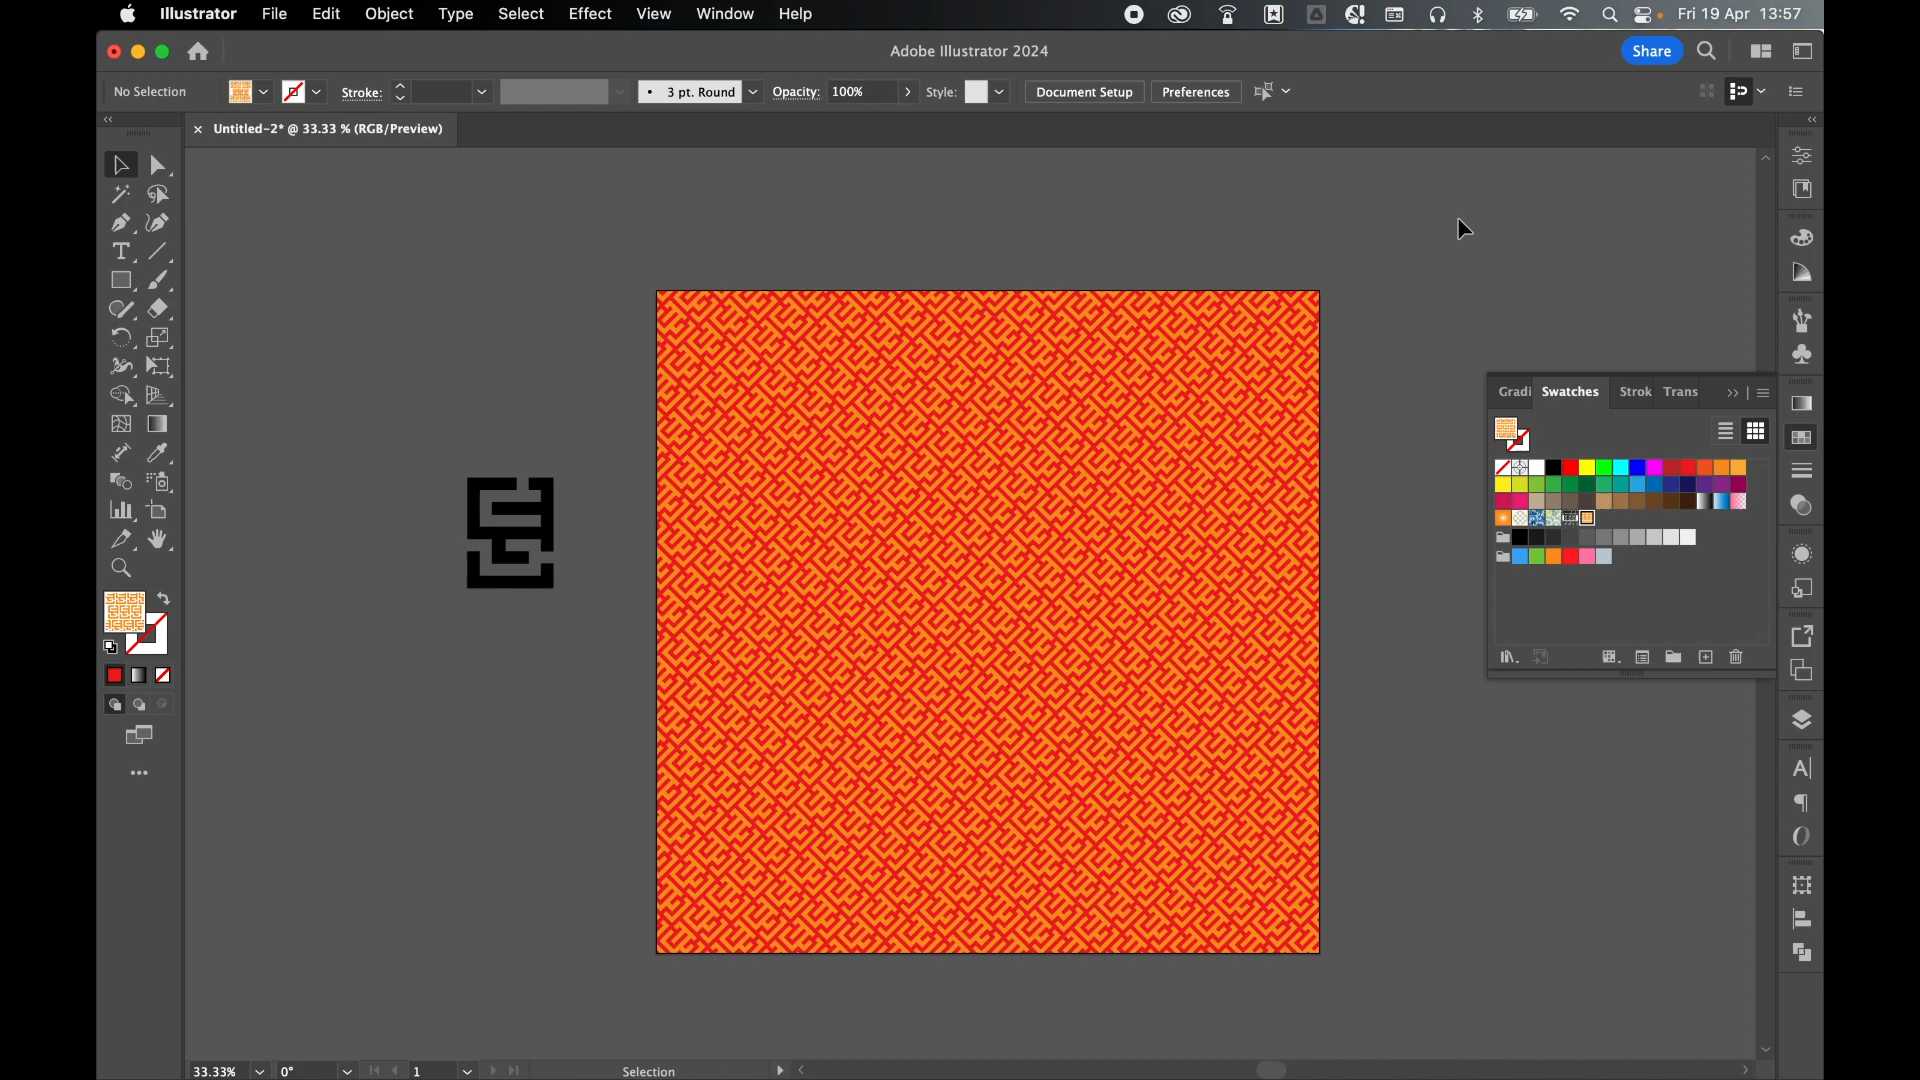 Illustrator File Edit Object Type Select Effect View Window Help Fri 19 Apr 13:57
Adobe Illustrator 2024 Share
No Selection Stroke: 3 pt. Round Opacity: 100% Style: Document Setup Preferences
Untitled-2* @ 33.33 % (RGB/Preview)
Gradi Swatches Strok Trans
33.33% 0° 1 Selection